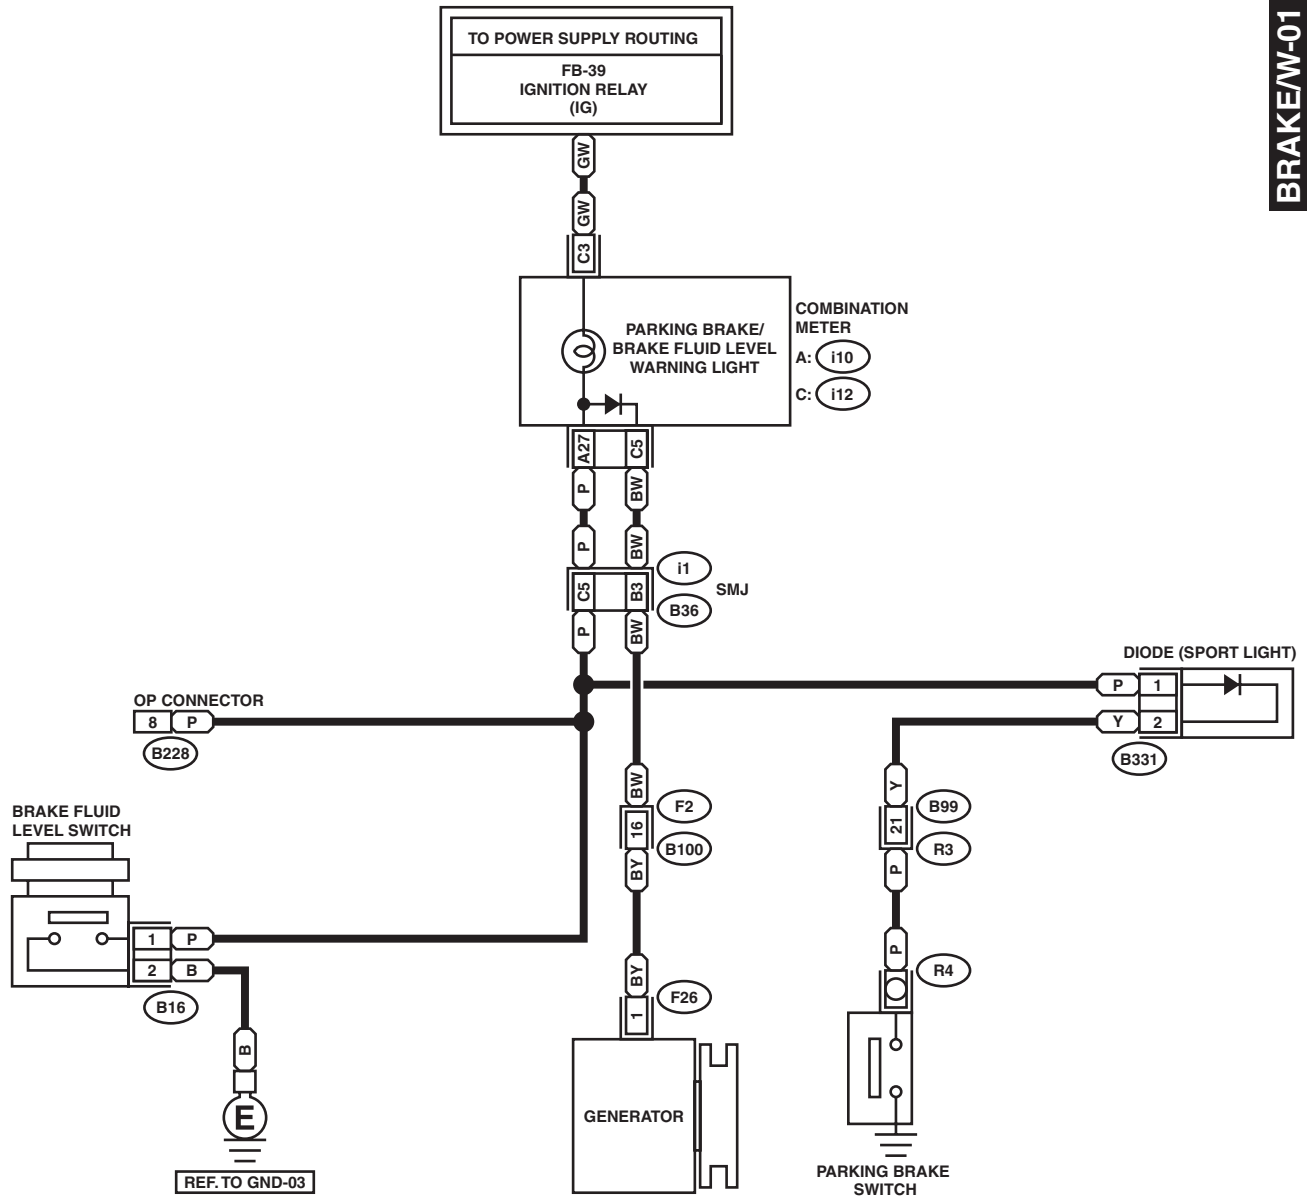 BRAKE/W-01
TO POWER SUPPLY ROUTING
FB-39
IGNITION RELAY
(IG)
GW
GW
C3
PARKING BRAKE/
BRAKE FLUID LEVEL
WARNING LIGHT
COMBINATION
METER
A: i10
C: i12
A27 C5
P BW
P BW
i1
C5 B3
SMJ
B36
P BW
DIODE (SPORT LIGHT)
P 1
Y 2
B331
OP CONNECTOR
8 P
B228
BW
F2
16
B100
BY
Y
B99
21
R3
P
BRAKE FLUID
LEVEL SWITCH
1 P
2 B
B16
B
E
REF. TO GND-03
BY
F26
1
GENERATOR
P
R4
PARKING BRAKE
SWITCH